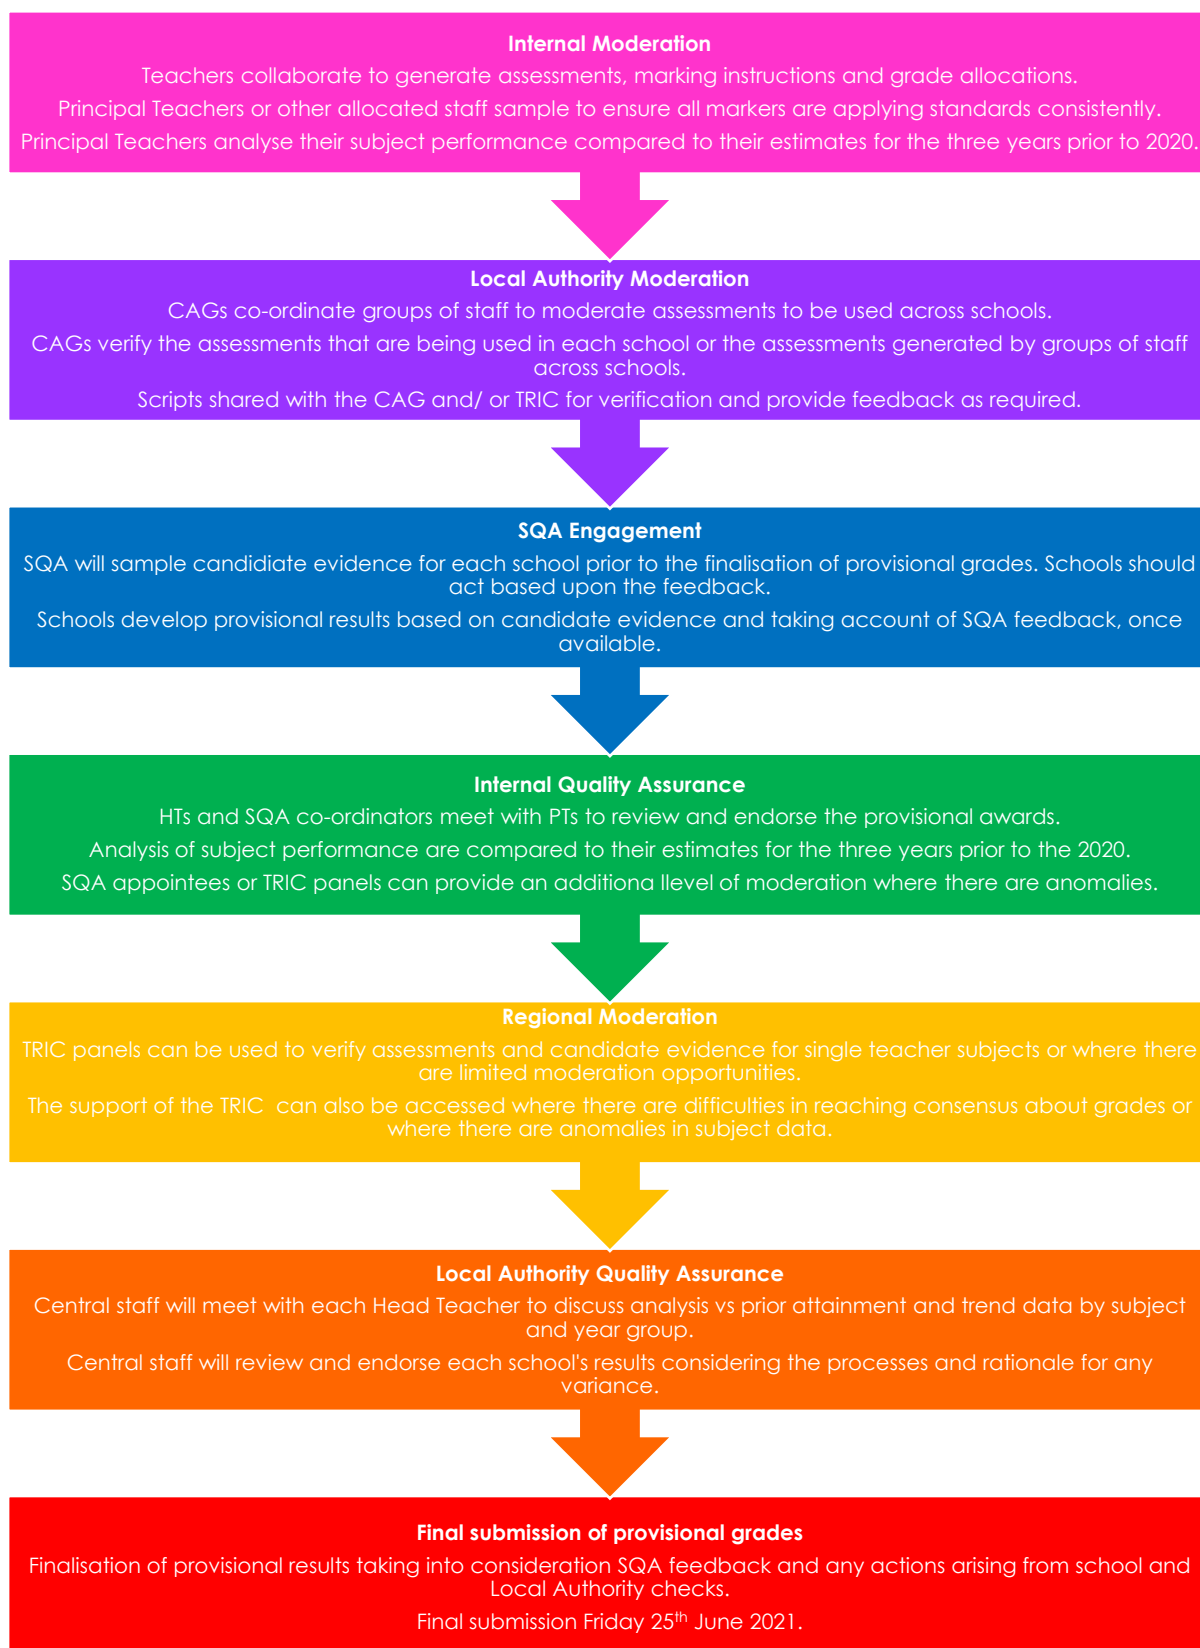 Internal Moderation
Teachers collaborate to generate assessments, marking instructions and grade allocations.
Principal Teachers or other allocated staff sample to ensure all markers are applying standards consistently.
Principal Teachers analyse their subject performance compared to their estimates for the three years prior to 2020.
Local Authority Moderation
CAGs co-ordinate groups of staff to moderate assessments to be used across schools.
CAGs verify the assessments that are being used in each school or the assessments generated by groups of staff
across schools.
Scripts shared with the CAG and/ or TRIC for verification and provide feedback as required.
SQA Engagement
SQA will sample candidiate evidence for each school prior to the finalisation of provisional grades. Schools should
act based upon the feedback.
Schools develop provisional results based on candidate evidence and taking account of SQA feedback, once
available.
Internal Quality Assurance
HTs and SQA co-ordinators meet with PTs to review and endorse the provisional awards.
Analysis of subject performance are compared to their estimates for the three years prior to the 2020.
SQA appointees or TRIC panels can provide an additiona llevel of moderation where there are anomalies.
Regional Moderation
TRIC panels can be used to verify assessments and candidate evidence for single teacher subjects or where there
are limited moderation opportunities.
The support of the TRIC  can also be accessed where there are difficulties in reaching consensus about grades or
where there are anomalies in subject data.
Local Authority Quality Assurance
Central staff will meet with each Head Teacher to discuss analysis vs prior attainment and trend data by subject
and year group.
Central staff will review and endorse each school's results considering the processes and rationale for any
variance.
Final submission of provisional grades
Finalisation of provisional results taking into consideration SQA feedback and any actions arising from school and
Local Authority checks.
Final submission Friday 25th June 2021.